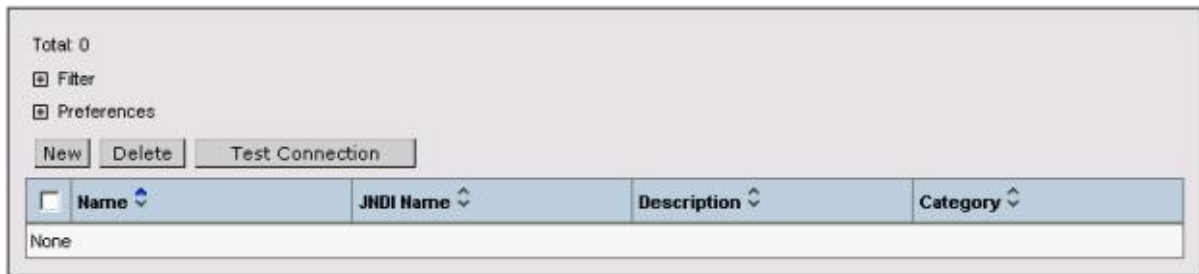 Total: 0
Filter
Preferences
New Delete Test Connection
Name JNDI Name Description Category
None